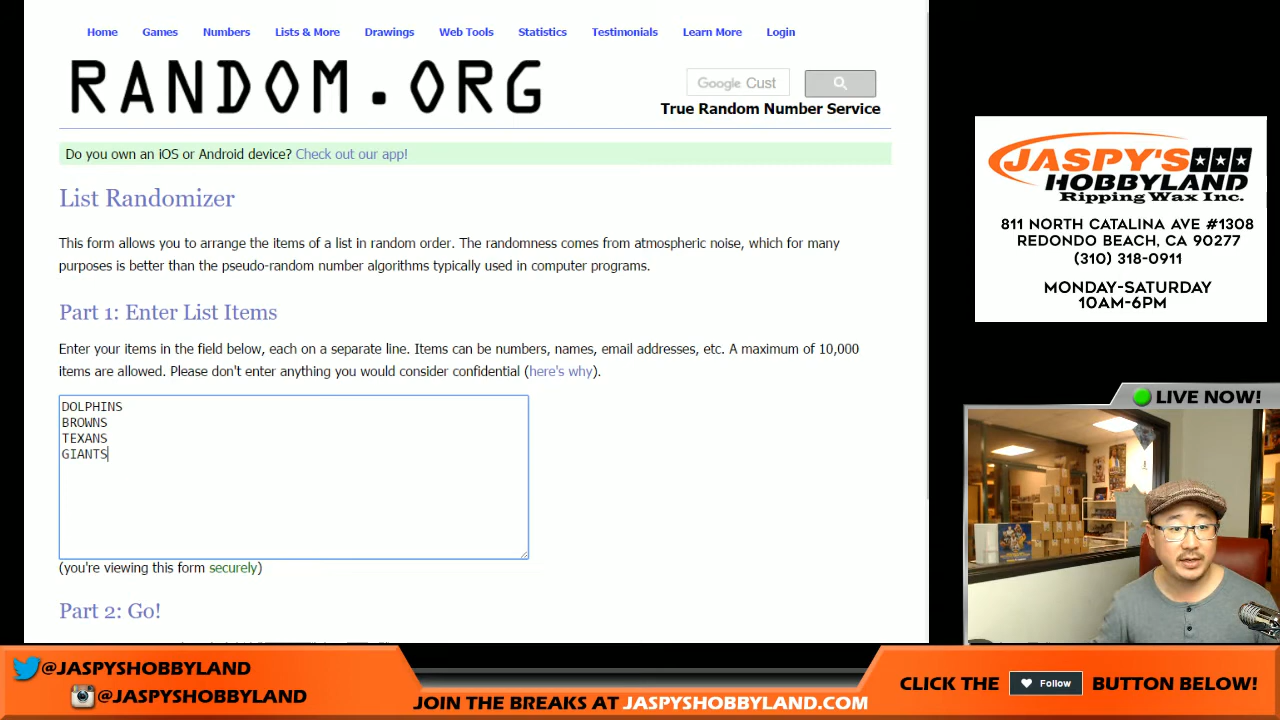 Home Games Numbers Lists & More Drawings Web Tools Statistics Testimonials Learn More Login
RANDOM.ORG
Google Cust
True Random Number Service
Do you own an iOS or Android device? Check out our app!
List Randomizer
This form allows you to arrange the items of a list in random order. The randomness comes from atmospheric noise, which for many
purposes is better than the pseudo-random number algorithms typically used in computer programs.
Part 1: Enter List Items
Enter your items in the field below, each on a separate line. Items can be numbers, names, email addresses, etc. A maximum of 10,000
items are allowed. Please don't enter anything you would consider confidential (here's why).
DOLPHINS
BROWNS
TEXANS
GIANTS
(you're viewing this form securely)
Part 2: Go!
JASPY'S
HOBBYLAND
Ripping Wax Inc.
811 NORTH CATALINA AVE #1308
REDONDO BEACH, CA 90277
(310) 318-0911
MONDAY-SATURDAY
10AM-6PM
LIVE NOW!
@JASPYSHOBBYLAND
@JASPYSHOBBYLAND
JOIN THE BREAKS AT JASPYSHOBBYLAND.COM
CLICK THE Follow BUTTON BELOW!